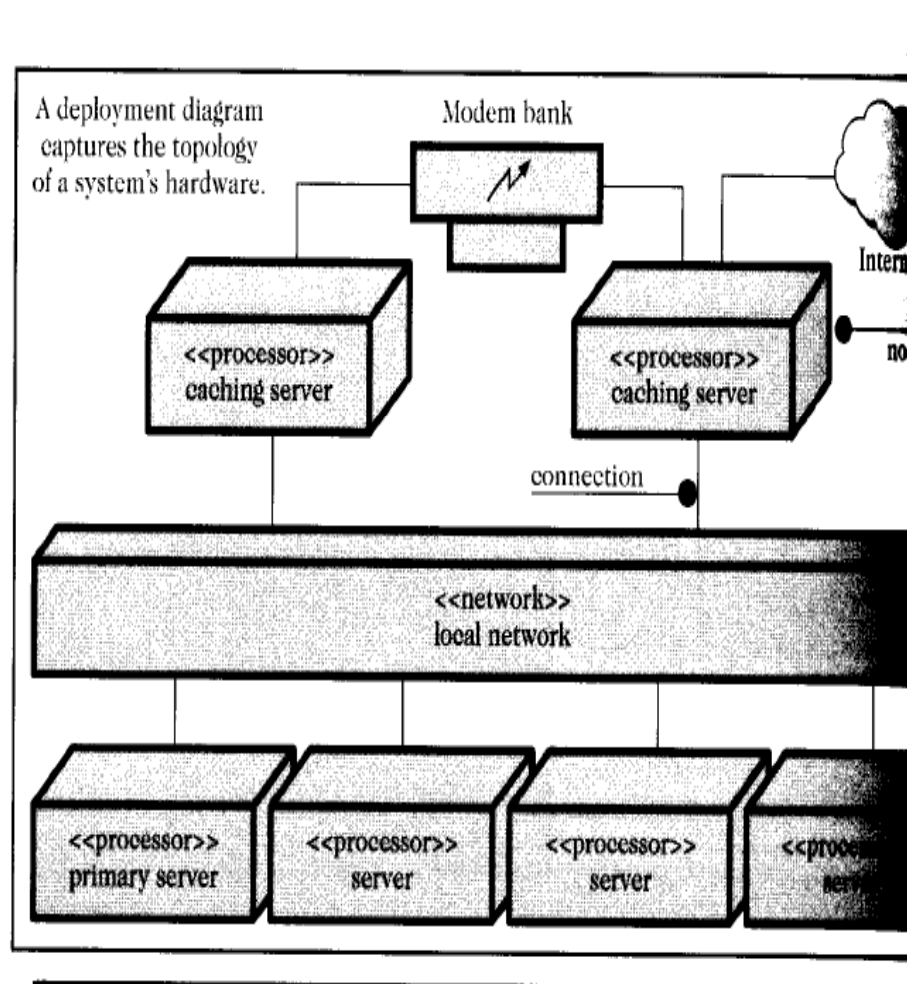 A deployment diagram
captures the topology
of a system's hardware.
Modem bank
<<processor>>
caching server
<<processor>>
caching server
connection
<<network>>
local network
<<processor>>
primary server
<<processor>>
server
<<processor>>
server